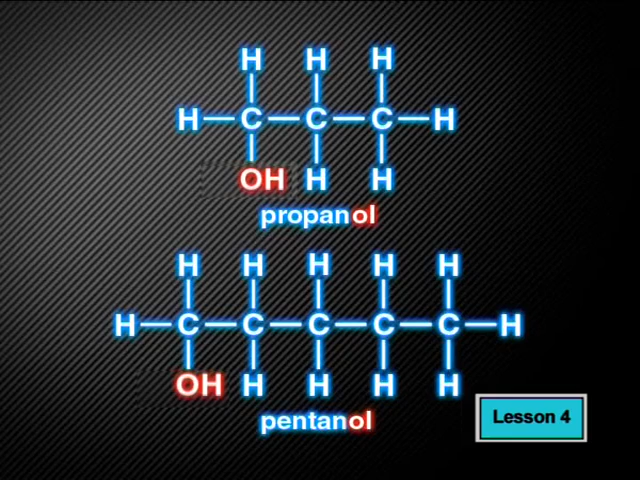 H H H
H C C C H
OH H H
propanol
H H H H H
H C C C C C H
OH H H H H
pentanol
Lesson 4